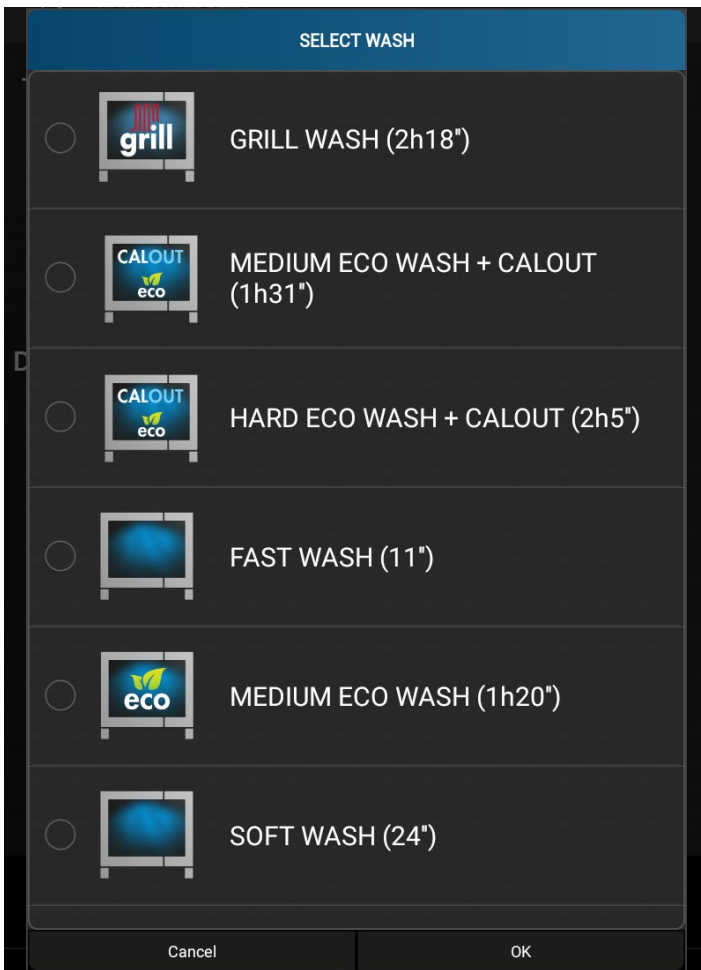 SELECT WASH
grill
GRILL WASH (2h18")
CALOUT
eco
MEDIUM ECO WASH + CALOUT
(1h31")
CALOUT
eco
HARD ECO WASH + CALOUT (2h5")
FAST WASH (11")
eco
MEDIUM ECO WASH (1h20")
SOFT WASH (24")
Cancel
OK